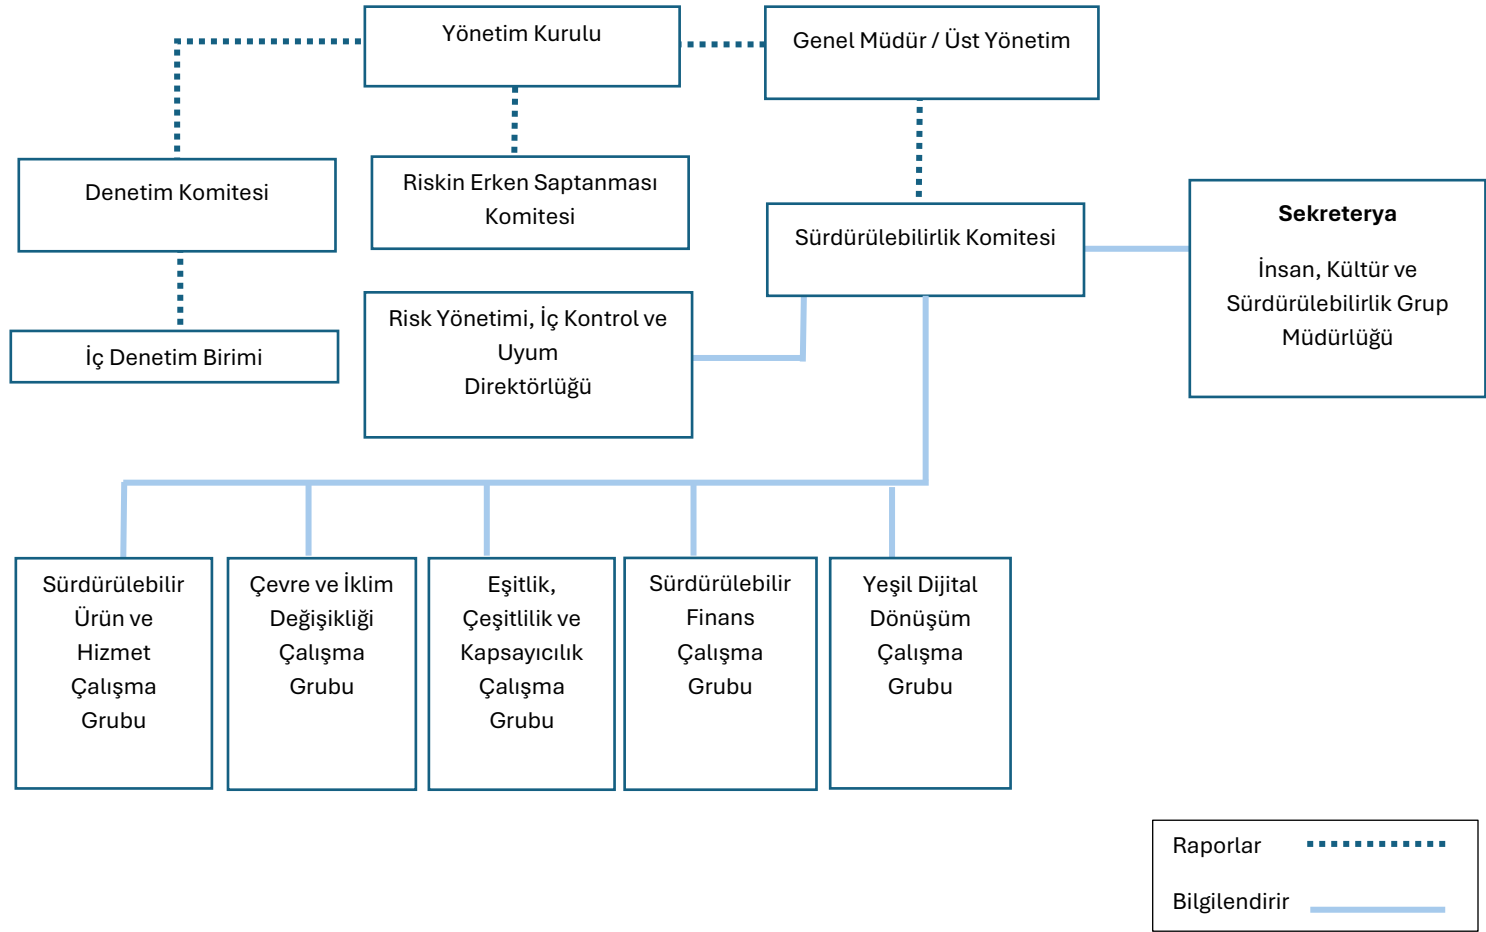 Yönetim Kurulu
Genel Müdür / Üst Yönetim
Denetim Komitesi
Riskin Erken Saptanması
Komitesi
Sürdürülebilirlik Komitesi
Sekreterya
İnsan, Kültür ve
Sürdürülebilirlik Grup
Müdürlüğü
İç Denetim Birimi
Risk Yönetimi, İç Kontrol ve
Uyum
Direktörlüğü
Sürdürülebilir
Ürün ve
Hizmet
Çalışma
Grubu
Çevre ve İklim
Değişikliği
Çalışma
Grubu
Eşitlik,
Çeşitlilik ve
Kapsayıcılık
Çalışma
Grubu
Sürdürülebilir
Finans
Çalışma
Grubu
Yeşil Dijital
Dönüşüm
Çalışma
Grubu
Raporlar
Bilgilendirir